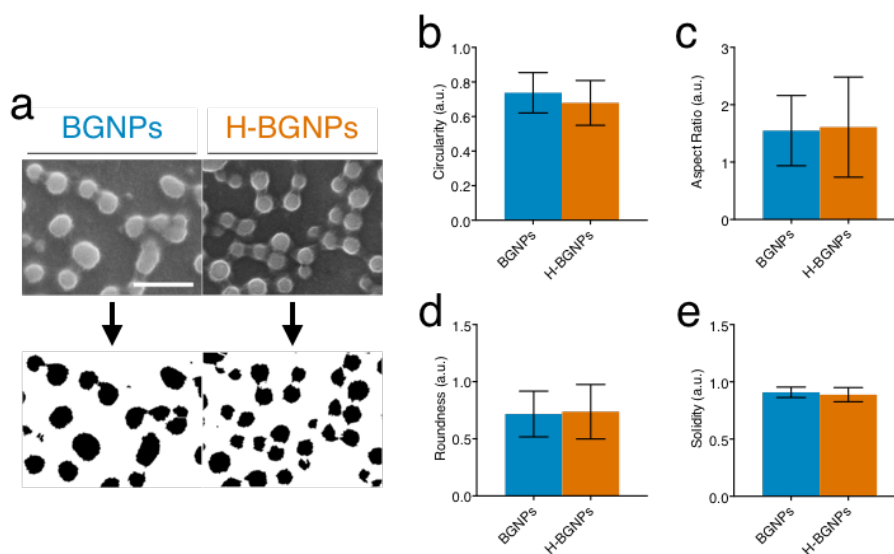 a
BGNPs
H-BGNPs
b
Circularity (a.u.)
1.0
0.8
0.6
0.4
0.2
0.0
BGNPs
H-BGNPs
c
Aspect Ratio (a.u.)
3
2
1
0
BGNPs
H-BGNPs
d
Roundness (a.u.)
1.5
1.0
0.5
0.0
BGNPs
H-BGNPs
e
Solidity (a.u.)
1.5
1.0
0.5
0.0
BGNPs
H-BGNPs